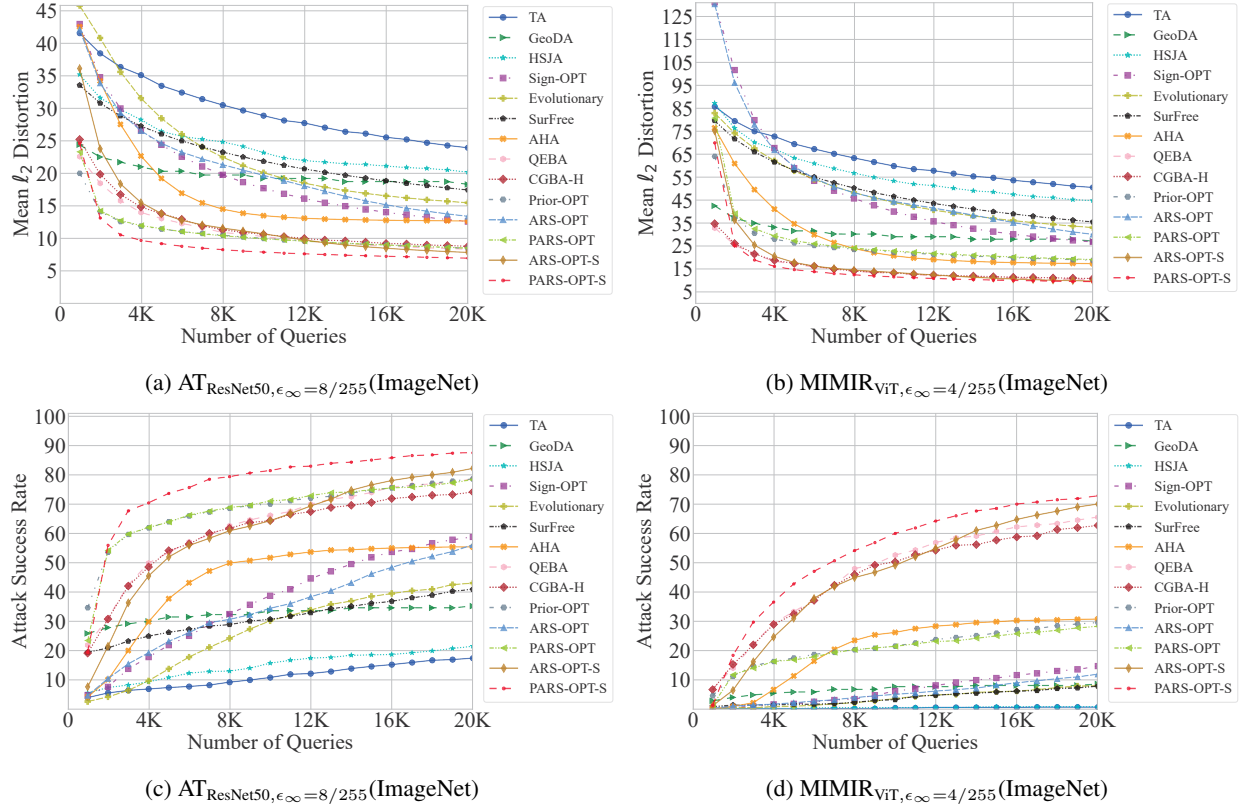 45
40
35
30
25
20
15
10
5
0
4K
8K
12K
16K
20K
Mean ℓ₂ Distortion
Number of Queries
TA
GeoDA
HSJA
Sign-OPT
Evolutionary
SurFree
AHA
QEBA
CGBA-H
Prior-OPT
ARS-OPT
PARS-OPT
ARS-OPT-S
PARS-OPT-S
(a) AT_{ResNet50,ϵ∞=8/255}(ImageNet)
125
115
105
95
85
75
65
55
45
35
25
15
5
0
4K
8K
12K
16K
20K
Mean ℓ₂ Distortion
Number of Queries
TA
GeoDA
HSJA
Sign-OPT
Evolutionary
SurFree
AHA
QEBA
CGBA-H
Prior-OPT
ARS-OPT
PARS-OPT
ARS-OPT-S
PARS-OPT-S
(b) MIMIR_{ViT,ϵ∞=4/255}(ImageNet)
100
90
80
70
60
50
40
30
20
10
0
4K
8K
12K
16K
20K
Attack Success Rate
Number of Queries
TA
GeoDA
HSJA
Sign-OPT
Evolutionary
SurFree
AHA
QEBA
CGBA-H
Prior-OPT
ARS-OPT
PARS-OPT
ARS-OPT-S
PARS-OPT-S
(c) AT_{ResNet50,ϵ∞=8/255}(ImageNet)
100
90
80
70
60
50
40
30
20
10
0
4K
8K
12K
16K
20K
Attack Success Rate
Number of Queries
TA
GeoDA
HSJA
Sign-OPT
Evolutionary
SurFree
AHA
QEBA
CGBA-H
Prior-OPT
ARS-OPT
PARS-OPT
ARS-OPT-S
PARS-OPT-S
(d) MIMIR_{ViT,ϵ∞=4/255}(ImageNet)